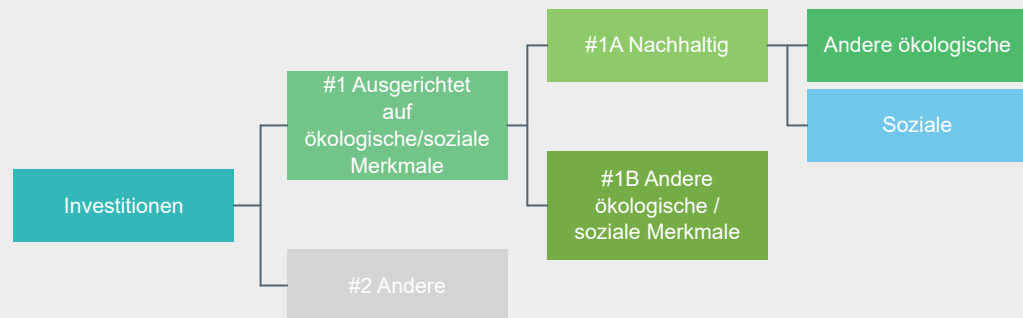 Investitionen
#1 Ausgerichtet
auf
ökologische/soziale
Merkmale
#2 Andere
#1A Nachhaltig
#1B Andere
ökologische /
soziale Merkmale
Andere ökologische
Soziale